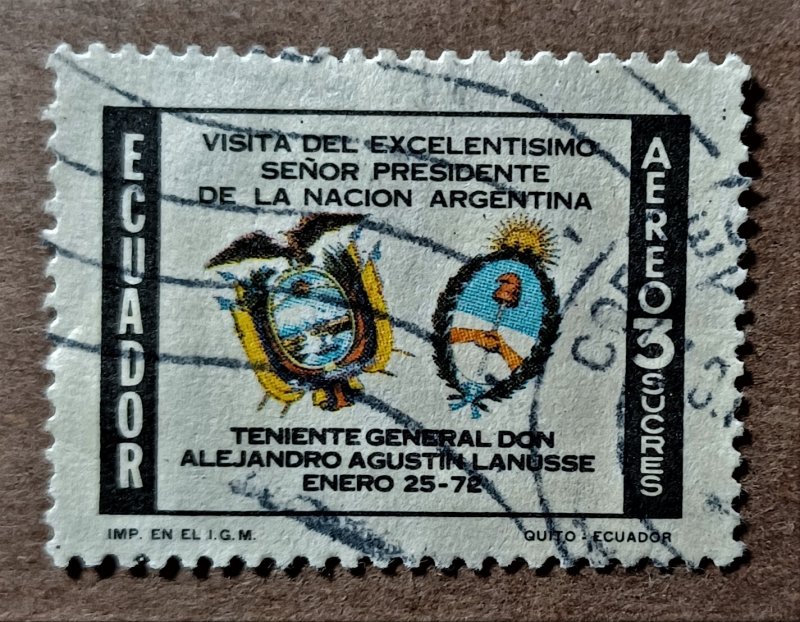 VISITA DEL EXCELENTISIMO
SEÑOR PRESIDENTE
DE LA NACION ARGENTINA
ECUADOR
AEREO 3 SUCRES
TENIENTE GENERAL DON
ALEJANDRO AGUSTIN LANUSSE
ENERO 25-72
IMP. EN EL I.G.M.
QUITO - ECUADOR